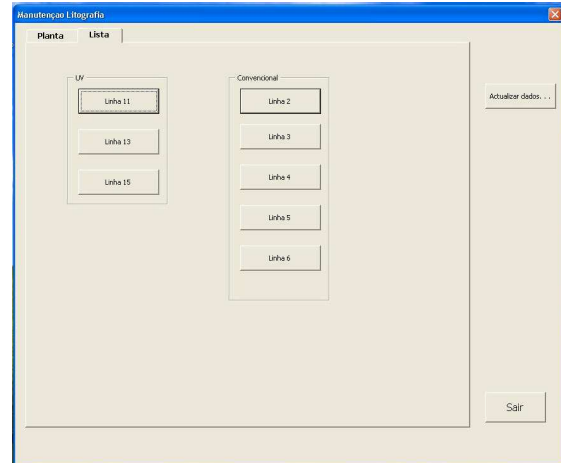 Manutençao Litografia
Planta
Lista
UV
Linha 11
Linha 13
Linha 15
Convencional
Linha 2
Linha 3
Linha 4
Linha 5
Linha 6
Actualizar dados. . .
Sair